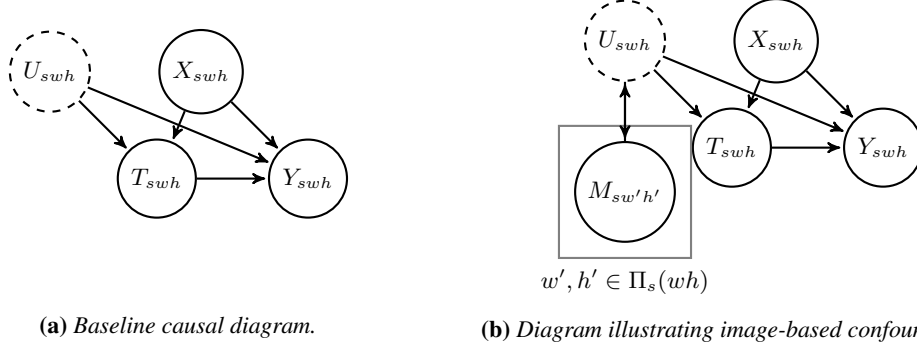 U_{swh} X_{swh}
T_{swh} Y_{swh}
(a) Baseline causal diagram.
U_{swh} X_{swh}
T_{swh} Y_{swh}
M_{sw'h'}
w', h' ∈ Π_s(wh)
(b) Diagram illustrating image-based